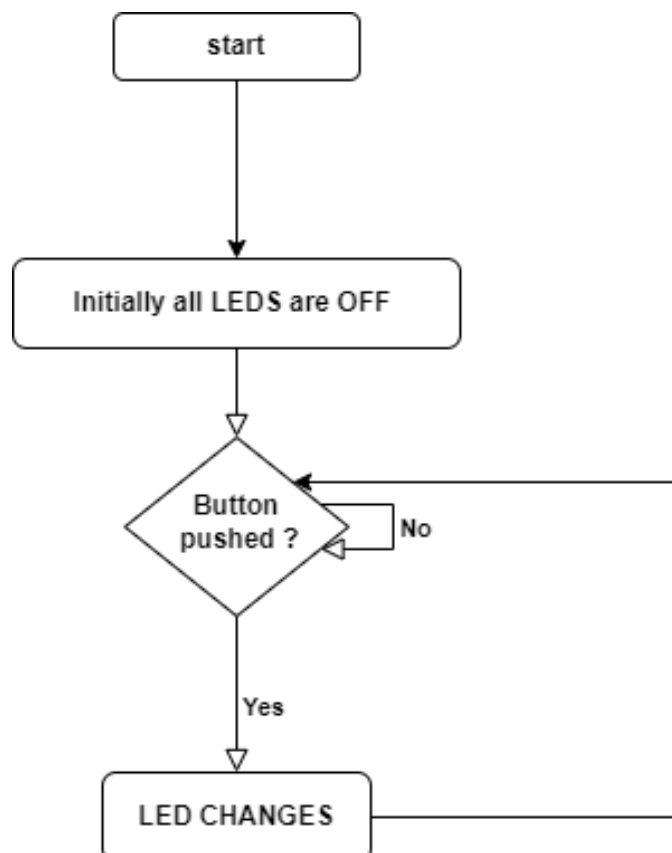 start
Initially all LEDS are OFF
Button
pushed ?
No
Yes
LED CHANGES